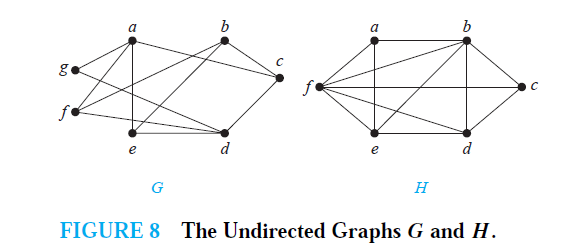 a b a b
g c
f f c
e d e d
G H
FIGURE 8 The Undirected Graphs G and H.